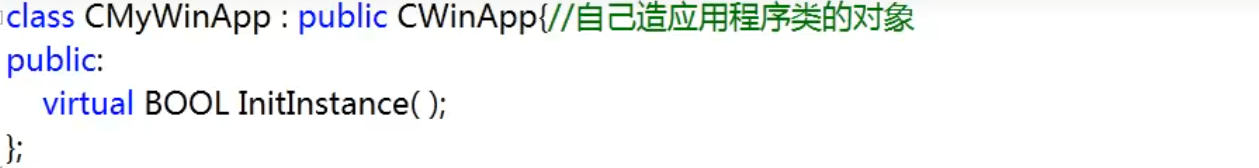 class CMyWinApp : public CWinApp{//自己造应用程序类的对象
public:
    virtual BOOL InitInstance( );
};